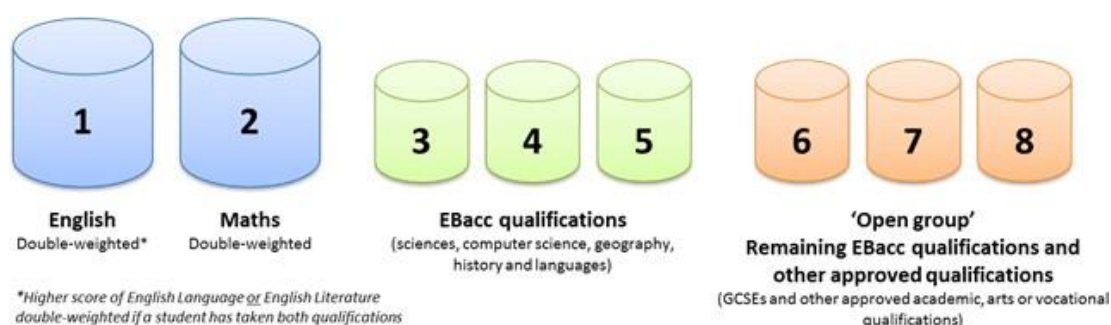 1
2
3
4
5
6
7
8
English
Double-weighted*
Maths
Double-weighted
EBacc qualifications
(sciences, computer science, geography,
history and languages)
'Open group'
Remaining EBacc qualifications and
other approved qualifications
(GCSEs and other approved academic, arts or vocational
qualifications)
*Higher score of English Language or English Literature
double-weighted if a student has taken both qualifications